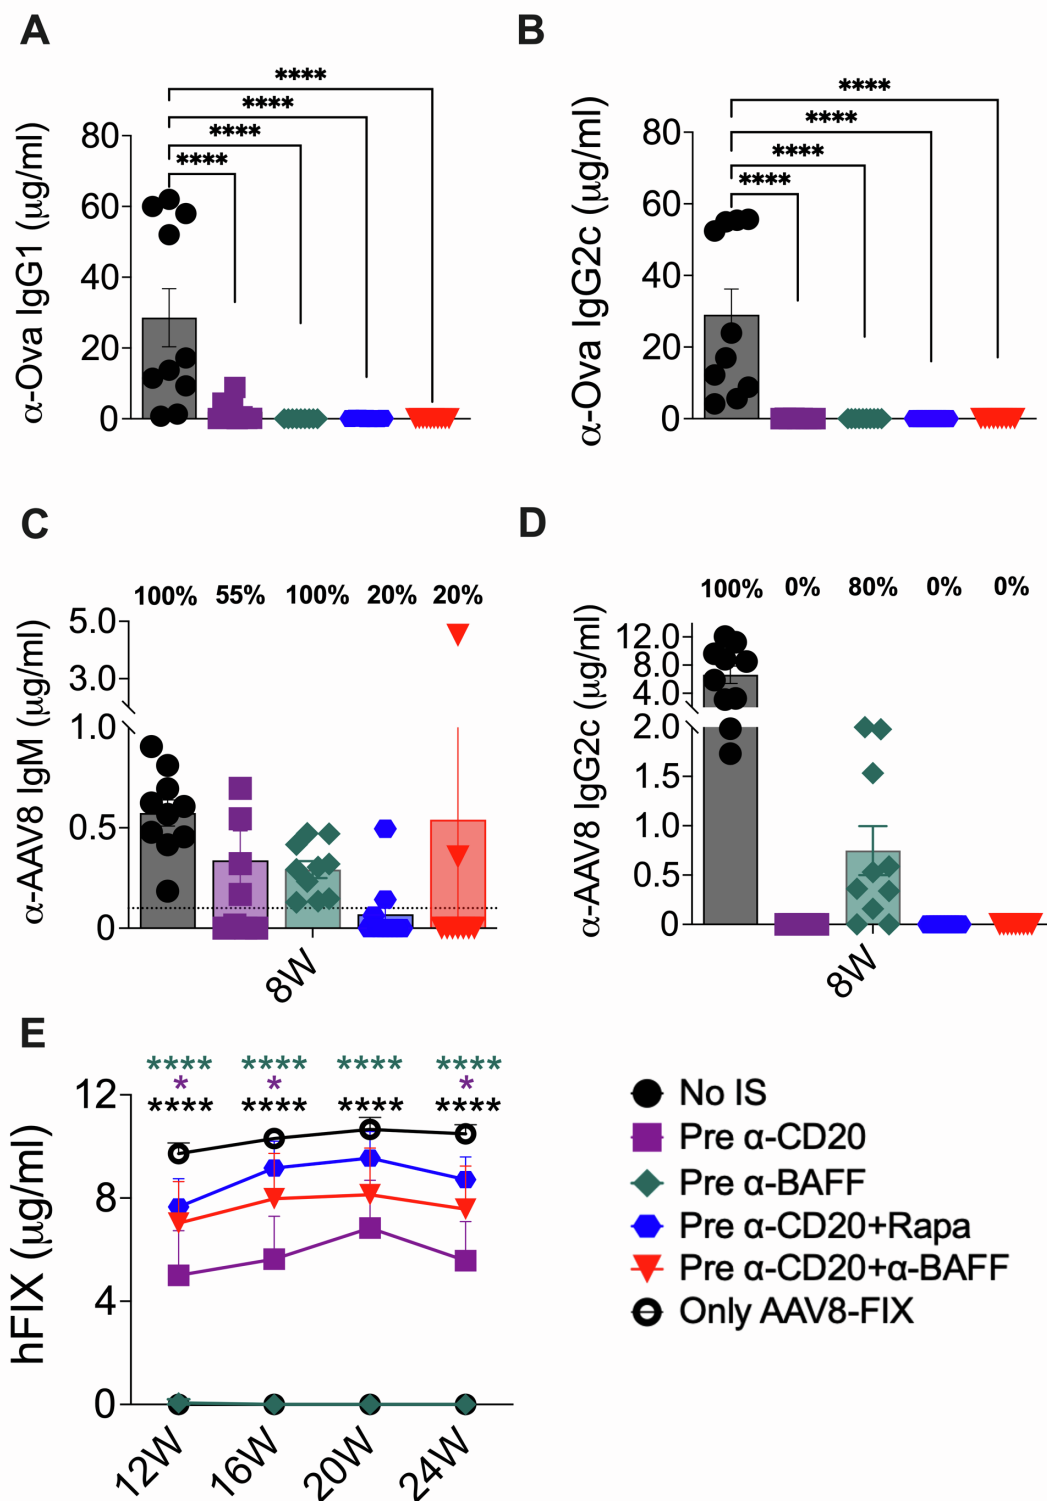 A
B
****
****
****
****
α-Ova IgG1 (µg/ml)
80
60
40
20
0
****
****
****
****
α-Ova IgG2c (µg/ml)
80
60
40
20
0
C
D
100% 55% 100% 20% 20%
α-AAV8 IgM (µg/ml)
5.0
3.0
1.0
0.5
0
8W
100% 0% 80% 0% 0%
α-AAV8 IgG2c (µg/ml)
12.0
8.0
4.0
2.0
1.5
1.0
0.5
0
8W
E
**** **** **** ****
* * *
**** **** **** ****
hFIX (µg/ml)
12
8
4
0
12W 16W 20W 24W
No IS
Pre α-CD20
Pre α-BAFF
Pre α-CD20+Rapa
Pre α-CD20+α-BAFF
Only AAV8-FIX